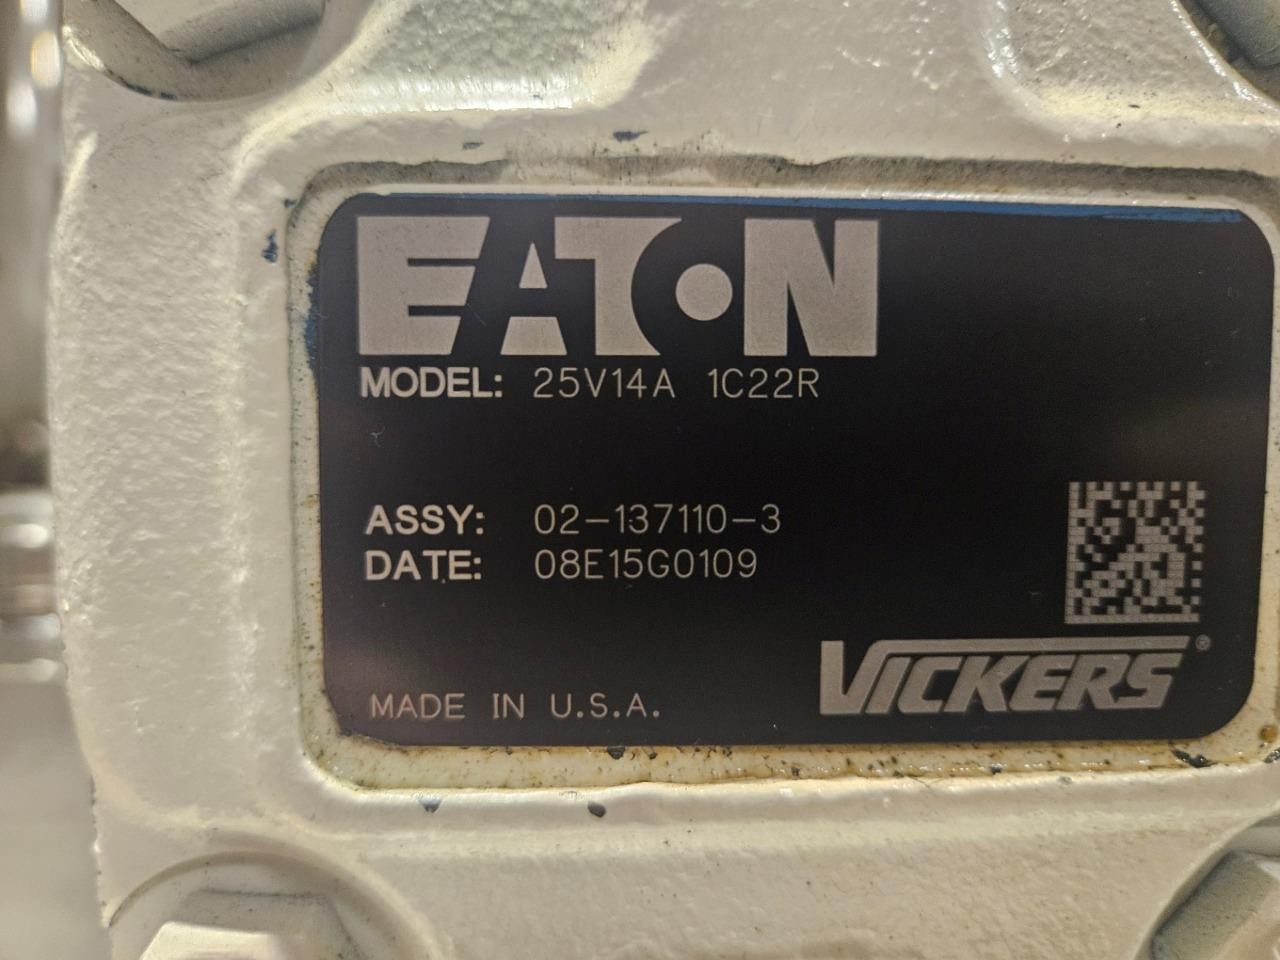 EATON
MODEL: 25V14A 1C22R
ASSY: 02-137110-3
DATE: 08E15G0109
MADE IN U.S.A.
VICKERS®